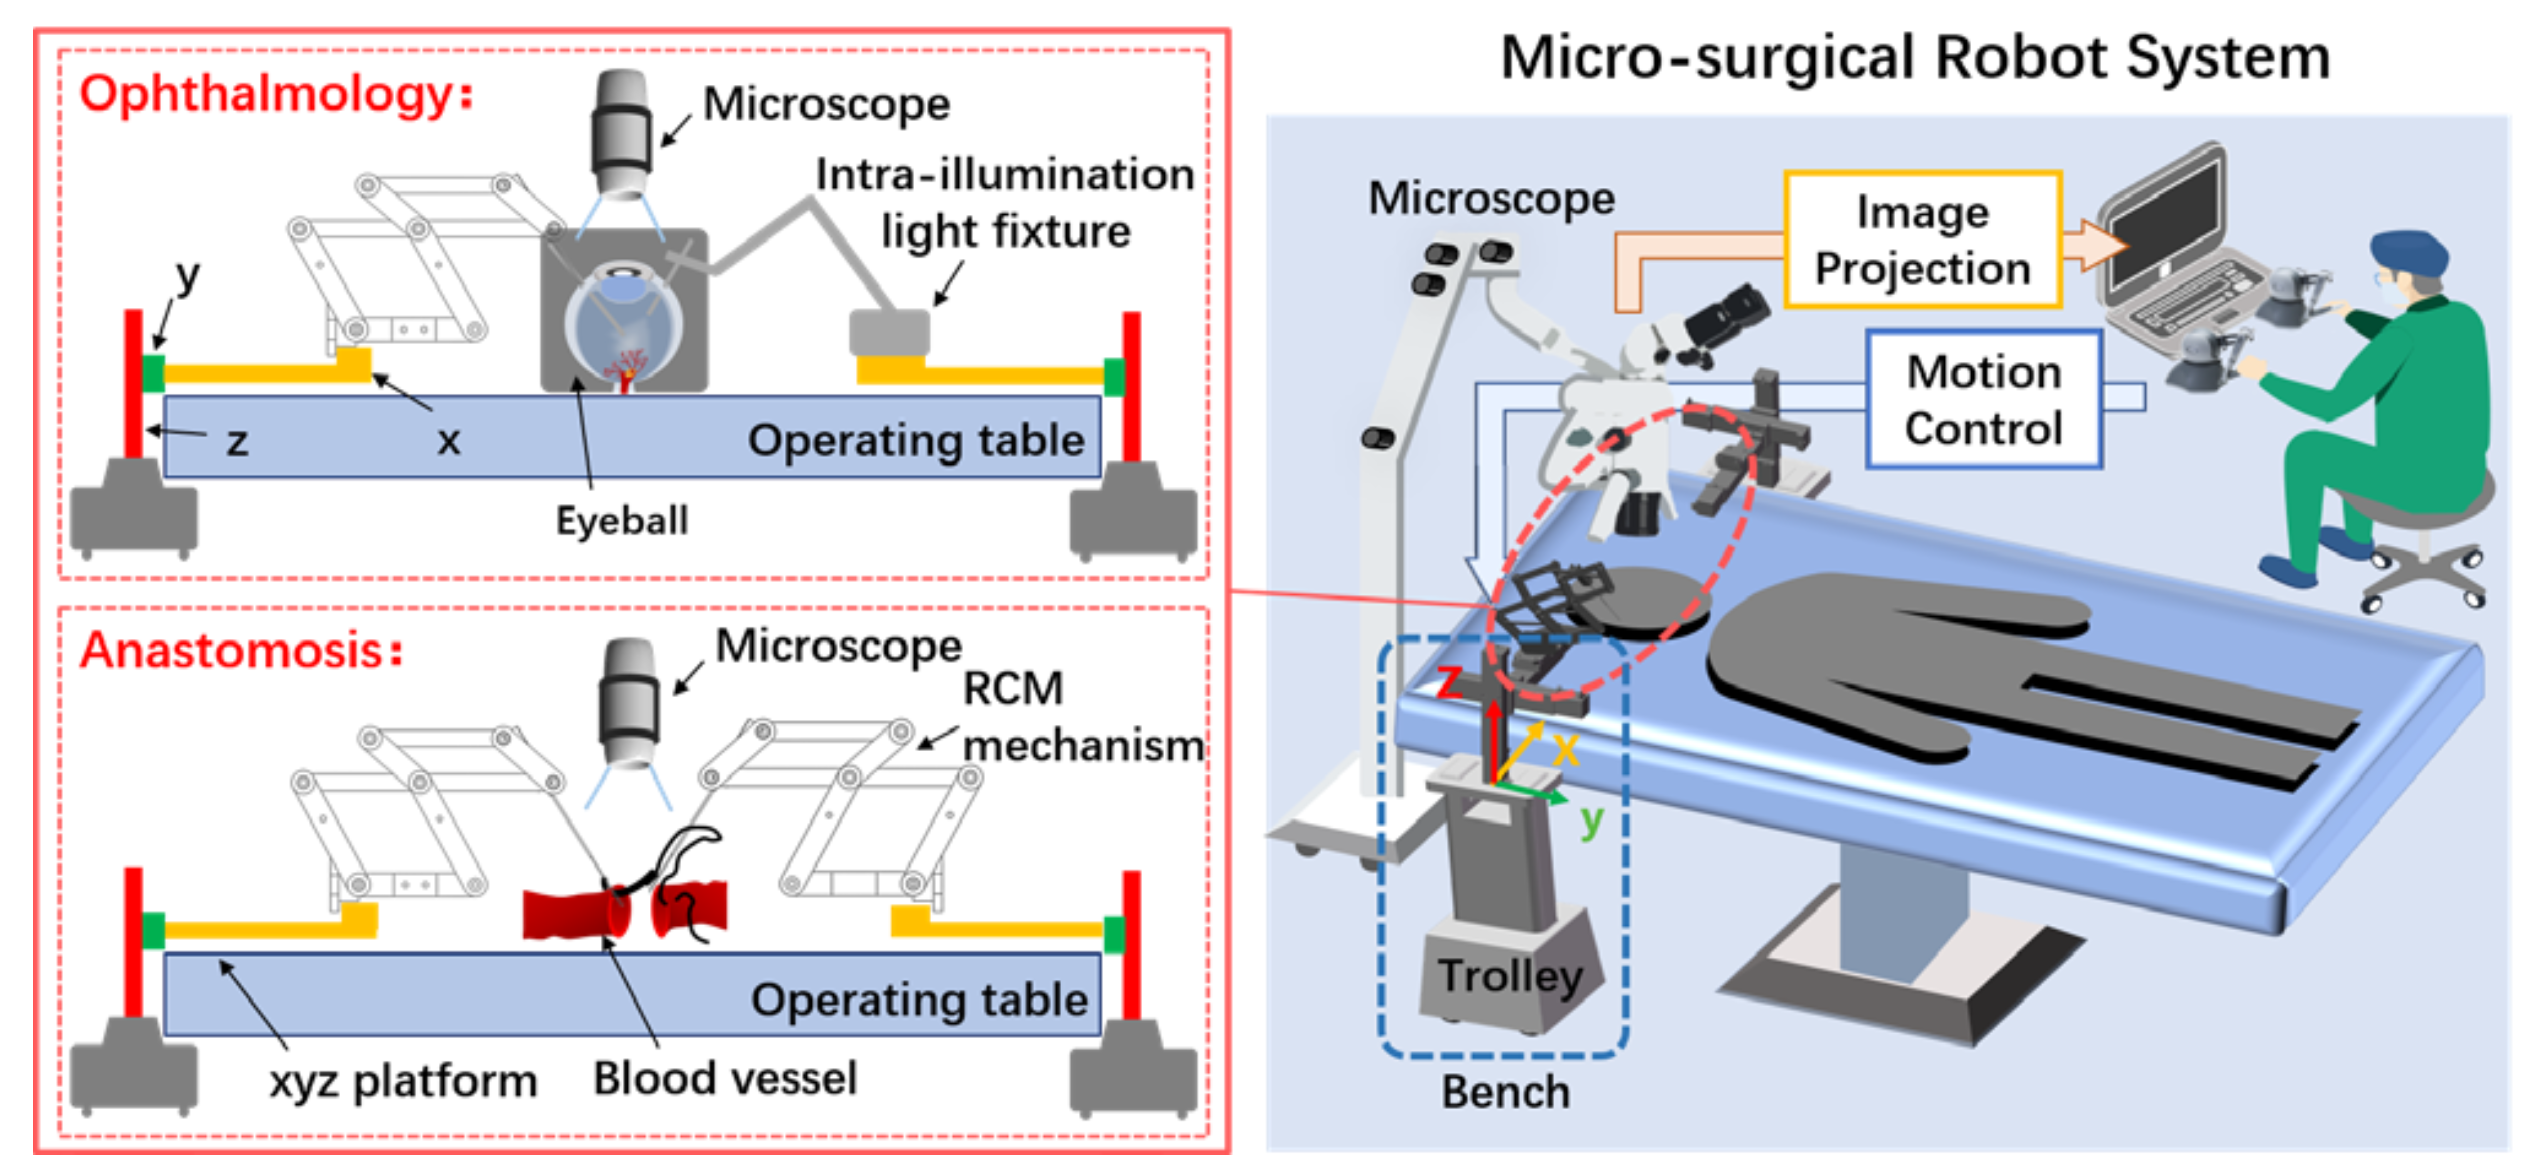 Ophthalmology:
Microscope
Intra-illumination
light fixture
y
z
x
Operating table
Eyeball
Anastomosis:
Microscope
RCM
mechanism
Operating table
xyz platform
Blood vessel
Micro-surgical Robot System
Microscope
Image
Projection
Motion
Control
Z
X
y
Trolley
Bench